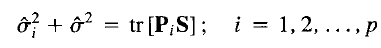 σ̂ᵢ² + σ̂² = tr [PᵢS] ; i = 1, 2, . . . , p